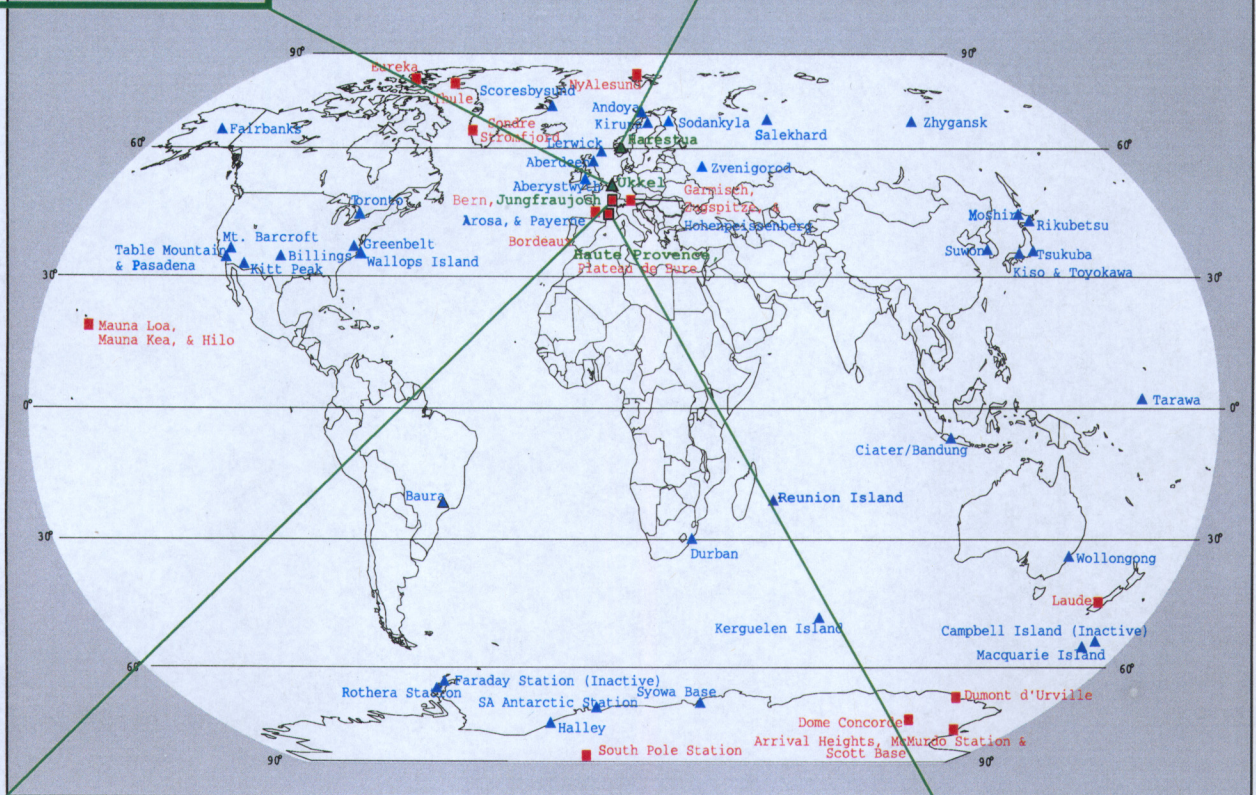 90° 90°
Eureka
NyAlesund
Thule
Scoresbysund
Andoya
Fairbanks
Sondre
Stromfjord
Kiruna
Sodankyla
Salekhard
Zhygansk
60° 60°
Lerwick
Harestua
Aberdeen
Zvenigorod
Aberystwyth
Ukkel
Toronto
Bern, Jungfraujoch
Garmisch,
Zugspitze, &
Hohenpeissenberg
Arosa, & Payerne
Moshiri
Rikubetsu
Mt. Barcroft
Greenbelt
Bordeaux
Table Mountain
& Pasadena
Billings
Wallops Island
Kitt Peak
Haute Provence
Plateau de Bure
Suwon
Tsukuba
Kiso & Toyokawa
30° 30°
Mauna Loa,
Mauna Kea, & Hilo
0° 0°
Tarawa
Ciater/Bandung
Baura
Reunion Island
30° 30°
Durban
Wollongong
Lauder
Kerguelen Island
Campbell Island (Inactive)
Macquarie Island
60° 60°
Faraday Station (Inactive)
Rothera Station
Syowa Base
SA Antarctic Station
Dumont d'Urville
Halley
Dome Concorde
Arrival Heights, McMurdo Station &
Scott Base
South Pole Station
90° 90°